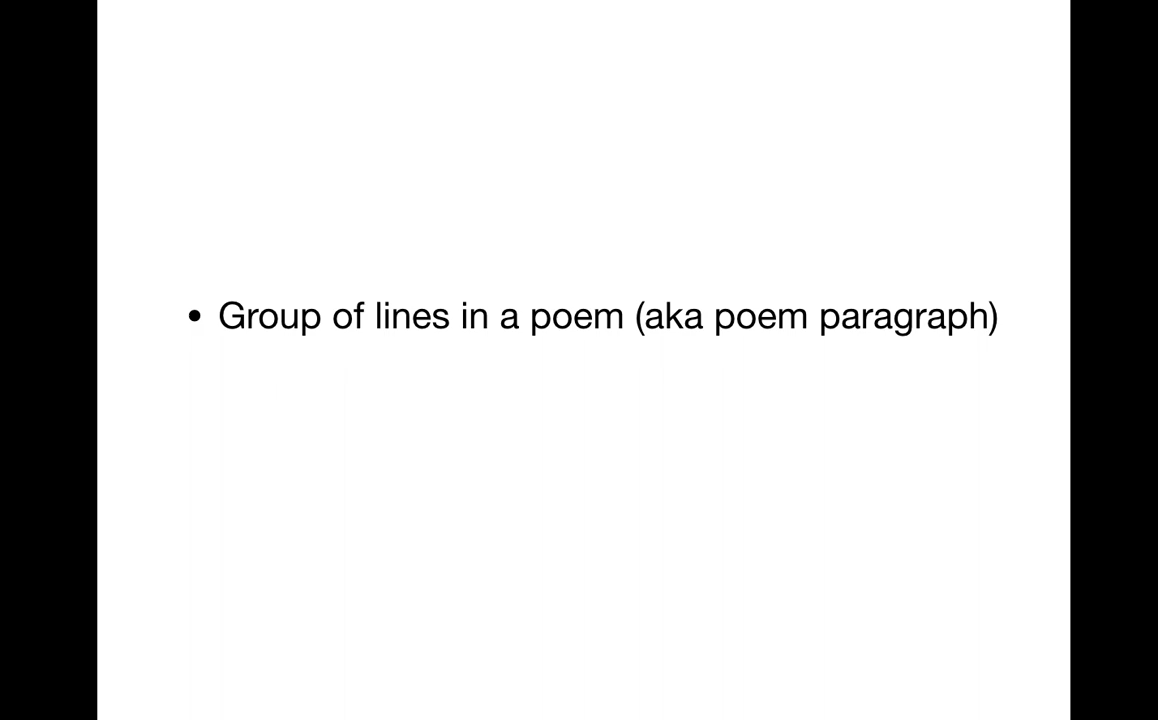 • Group of lines in a poem (aka poem paragraph)